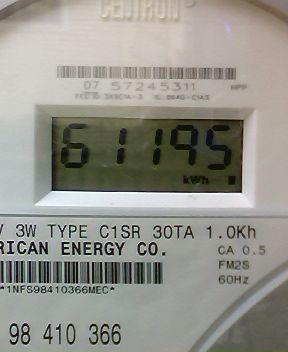 CENTRON
07 57245311 HPP
61195
kWh
V 3W TYPE C1SR 30TA 1.0Kh
RICAN ENERGY CO. CA 0.5
FM2S
60Hz
*1NFS98410366MEC*
98 410 366